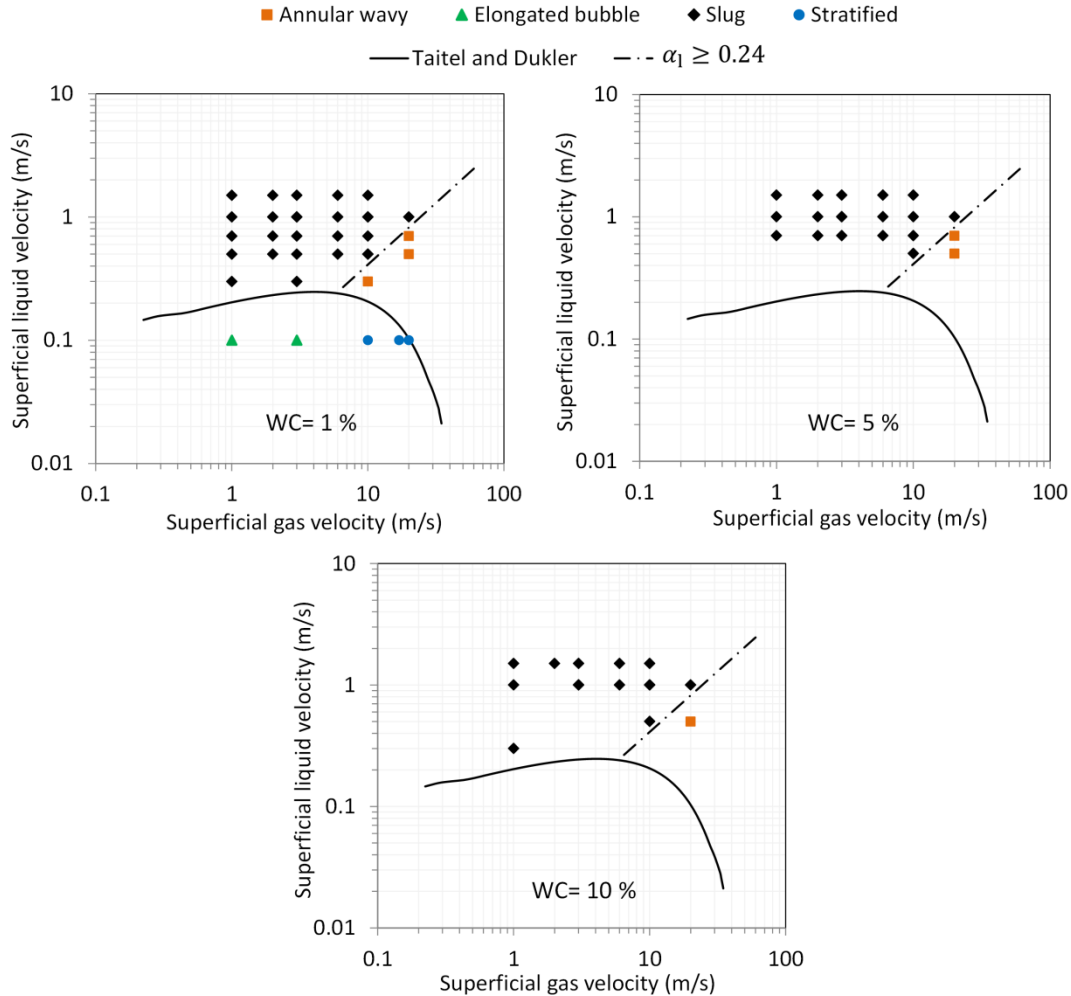 Annular wavy Elongated bubble Slug Stratified
Taitel and Dukler α₁ ≥ 0.24
10
1
0.1
0.01
Superficial liquid velocity (m/s)
WC= 1 %
0.1 1 10 100
Superficial gas velocity (m/s)
10
1
0.1
0.01
Superficial liquid velocity (m/s)
WC= 5 %
0.1 1 10 100
Superficial gas velocity (m/s)
10
1
0.1
0.01
Superficial liquid velocity (m/s)
WC= 10 %
0.1 1 10 100
Superficial gas velocity (m/s)